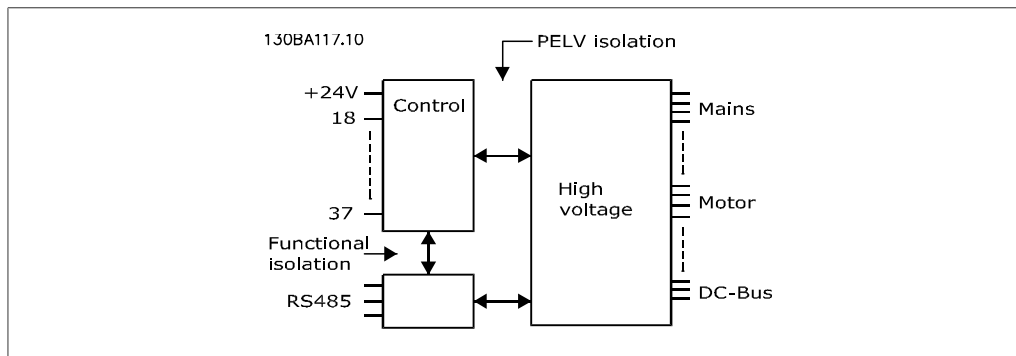 130BA117.10
PELV isolation
+24V
Control
Mains
18
High
voltage
37
Motor
Functional
isolation
RS485
DC-Bus